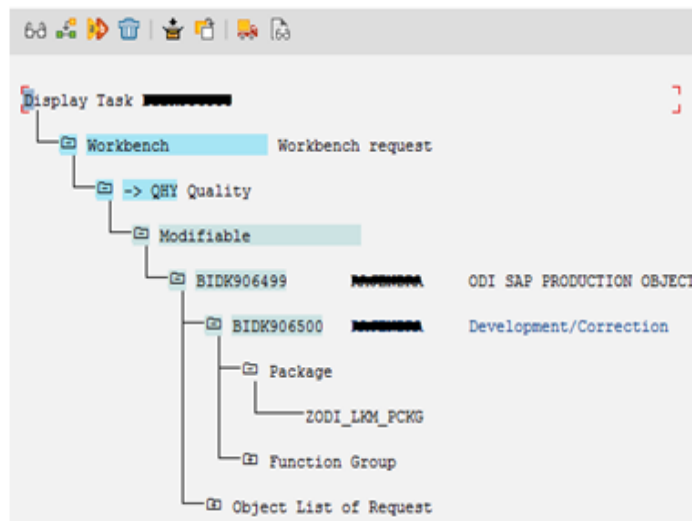 Display Task
Workbench Workbench request
-> QHY Quality
Modifiable
BIDK906499 ODI SAP PRODUCTION OBJECT
BIDK906500 Development/Correction
Package
ZODI_LKM_PCKG
Function Group
Object List of Request